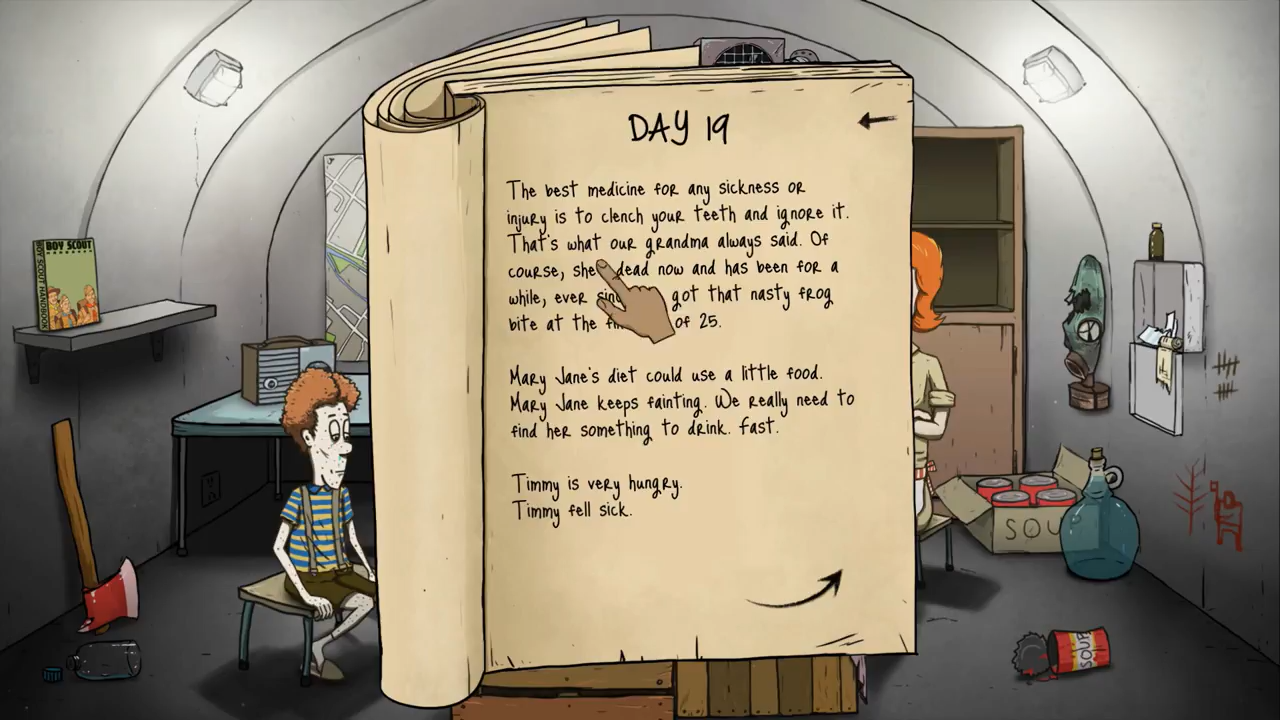 DAY 19
The best medicine for any sickness or
injury is to clench your teeth and ignore it.
That's what our grandma always said. Of
course, she dead now and has been for a
while, ever got that nasty frog
bite at the of 25.
Mary Jane's diet could use a little food.
Mary Jane keeps fainting. We really need to
find her something to drink. Fast.
Timmy is very hungry.
Timmy fell sick.
BOY SCOUT
BOY SCOUT HANDBOOK
SOUP
SOUP